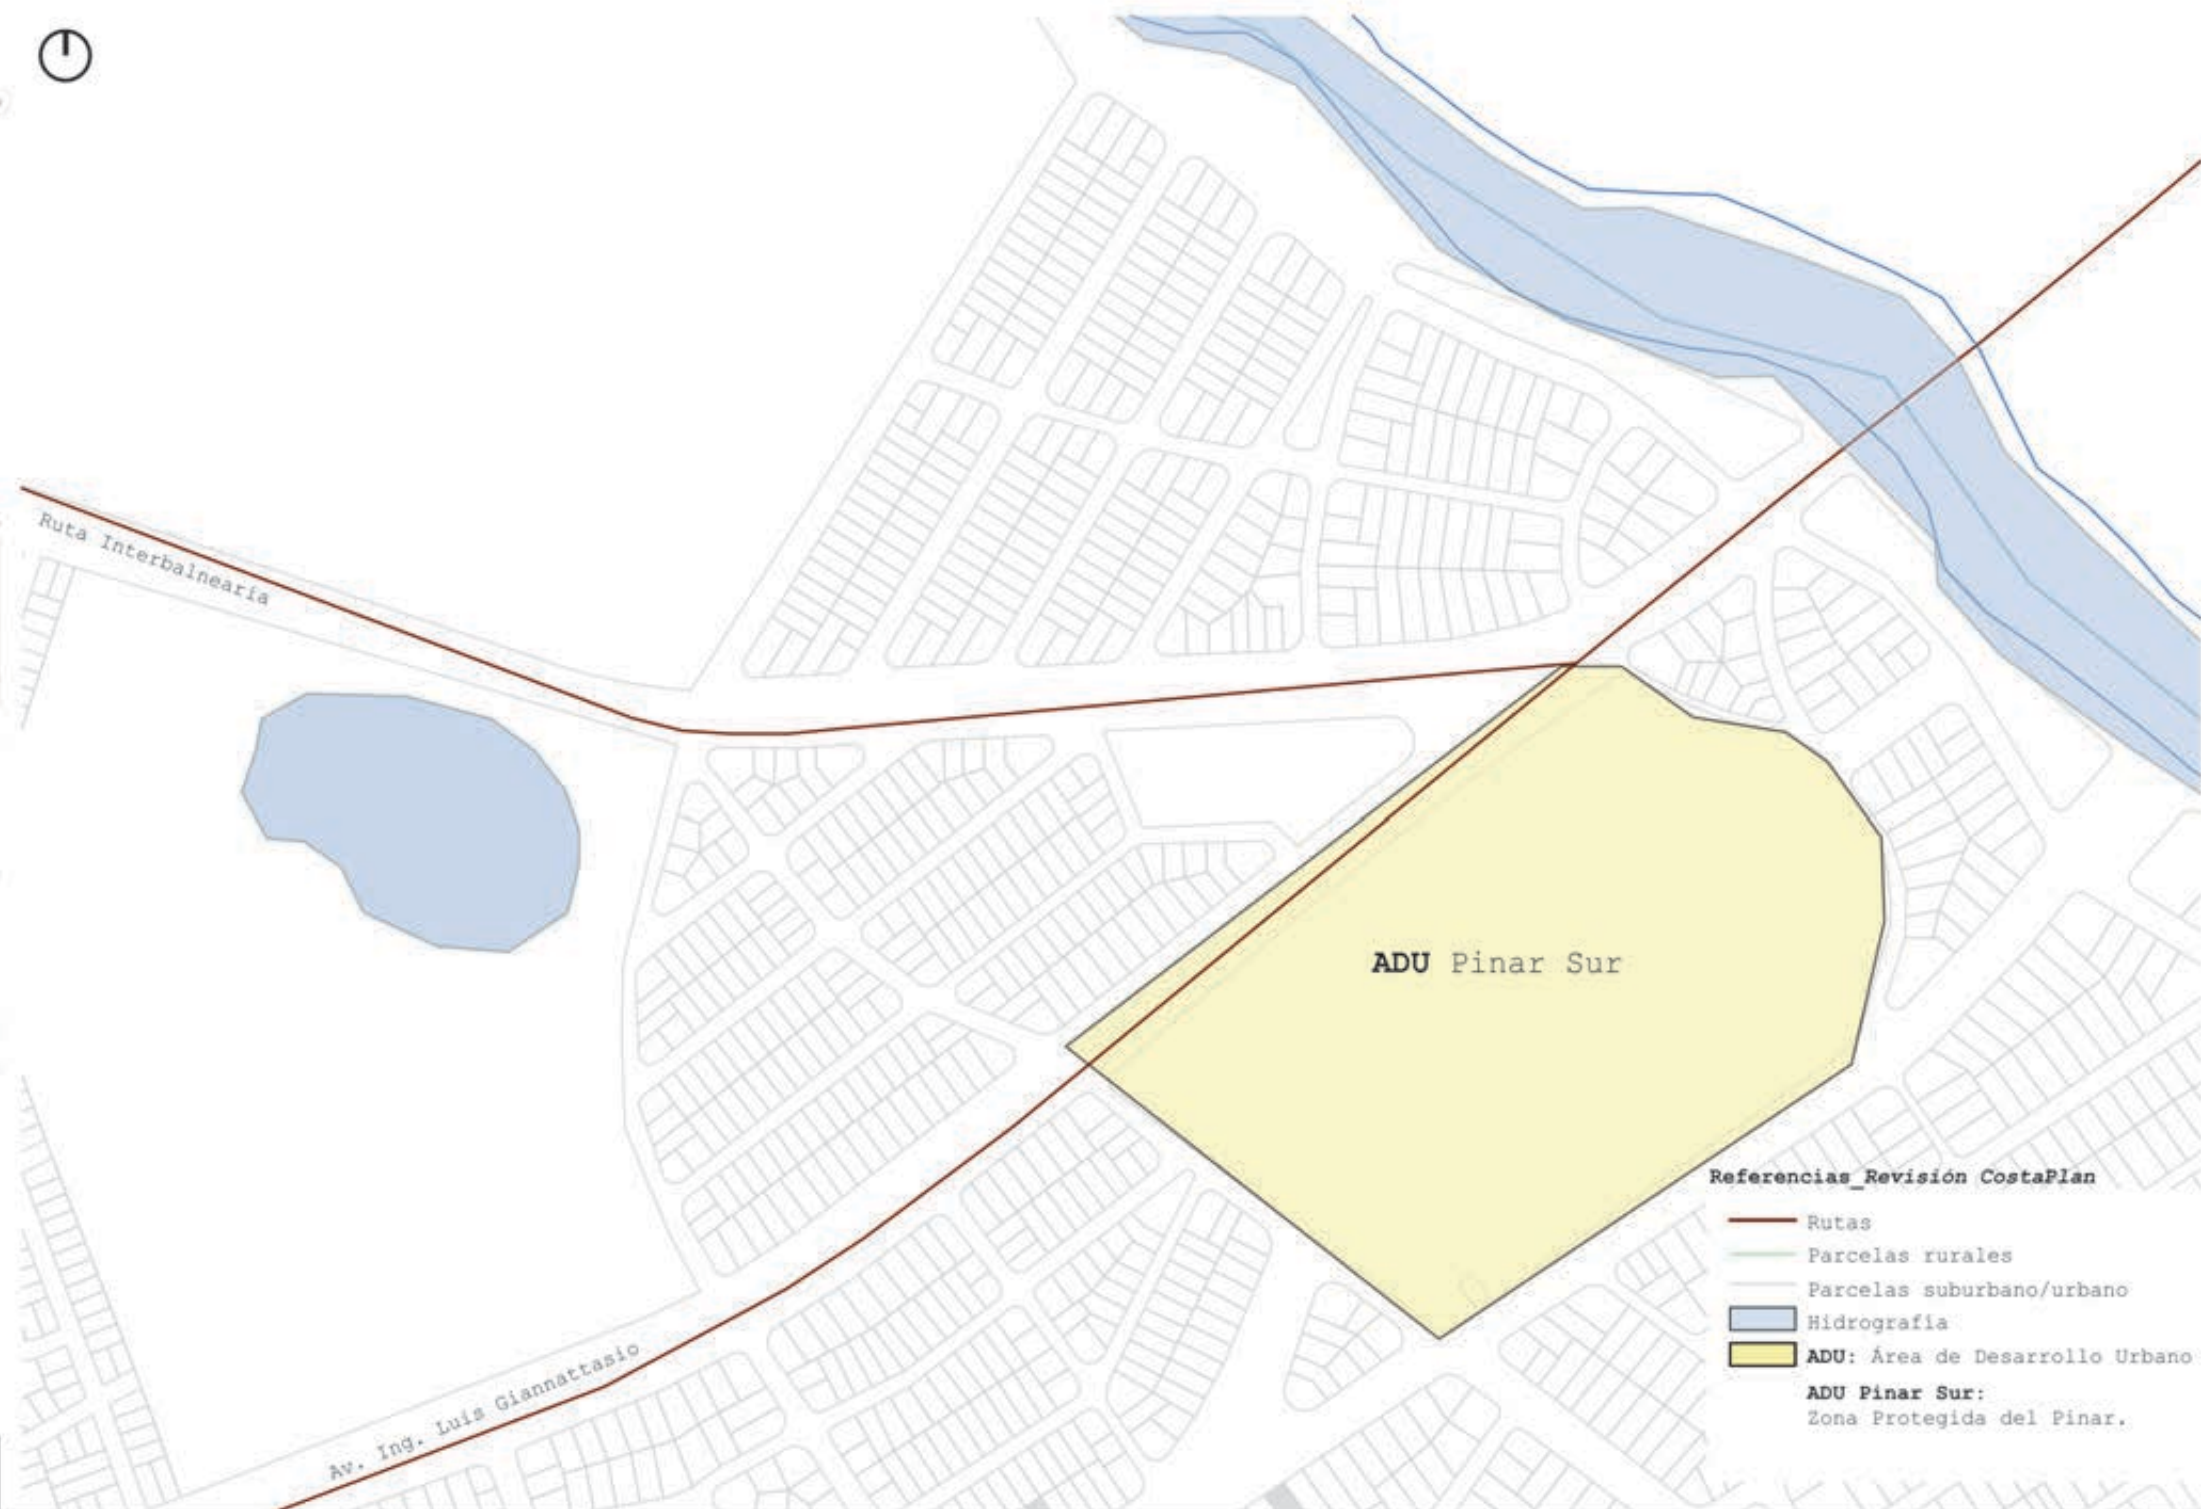 Ruta Interbalnearia
ADU Pinar Sur
Av. Ing. Luis Giannattasio
Referencias_Revisión CostaPlan
Rutas
Parcelas rurales
Parcelas suburbano/urbano
Hidrografía
ADU: Área de Desarrollo Urbano
ADU Pinar Sur:
Zona Protegida del Pinar.